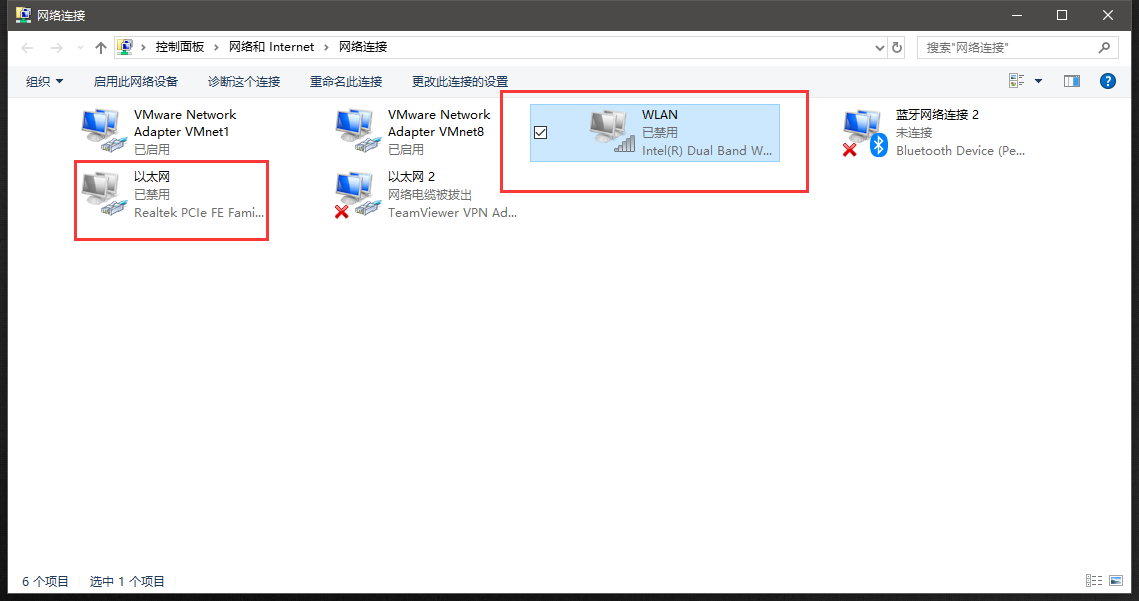 网络连接
控制面板 › 网络和 Internet › 网络连接
搜索"网络连接"
组织 启用此网络设备 诊断这个连接 重命名此连接 更改此连接的设置
VMware Network
Adapter VMnet1
已启用
VMware Network
Adapter VMnet8
已启用
WLAN
已禁用
Intel(R) Dual Band W...
蓝牙网络连接 2
未连接
Bluetooth Device (Pe...
以太网
已禁用
Realtek PCIe FE Fami...
以太网 2
网络电缆被拔出
TeamViewer VPN Ad...
6 个项目 选中 1 个项目